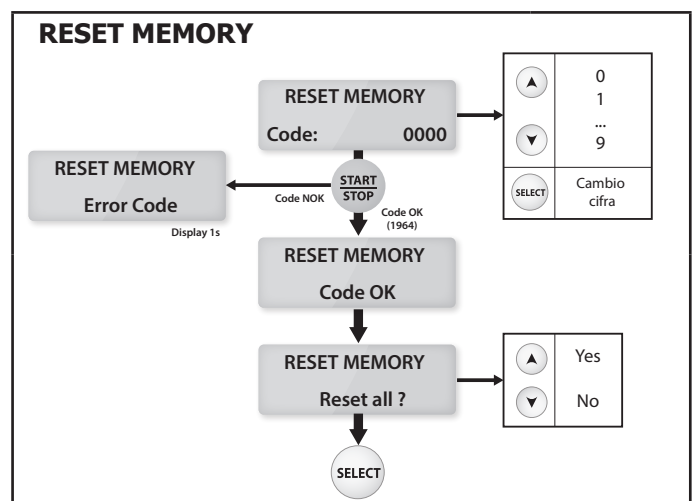 RESET MEMORY
RESET MEMORY
Code: 0000
0
1
...
9
SELECT
Cambio
cifra
START
STOP
Code NOK
RESET MEMORY
Error Code
Display 1s
Code OK
(1964)
RESET MEMORY
Code OK
RESET MEMORY
Reset all ?
Yes
No
SELECT